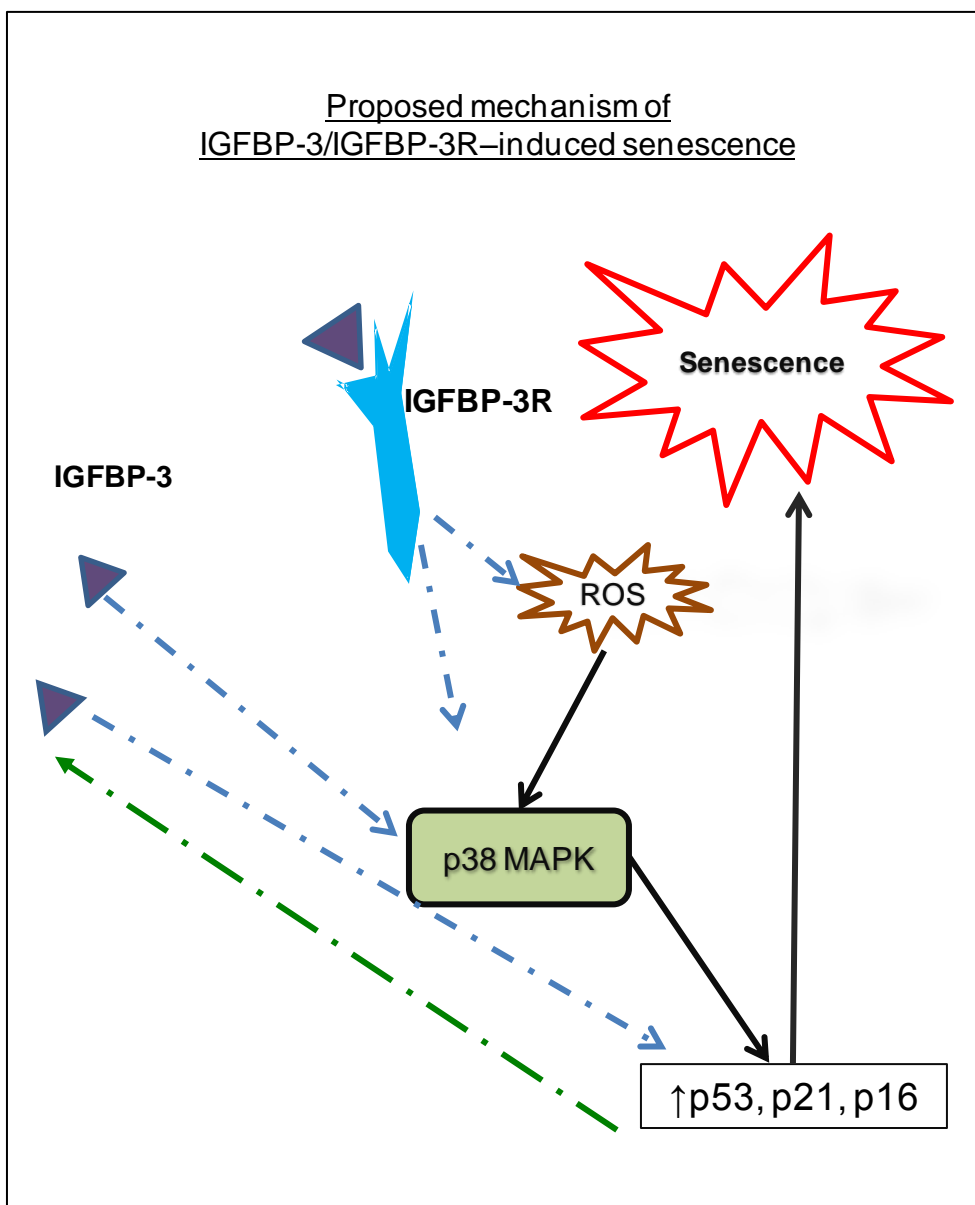 Proposed mechanism of
IGFBP-3/IGFBP-3R–induced senescence
Senescence
IGFBP-3R
IGFBP-3
ROS
p38 MAPK
↑p53, p21, p16